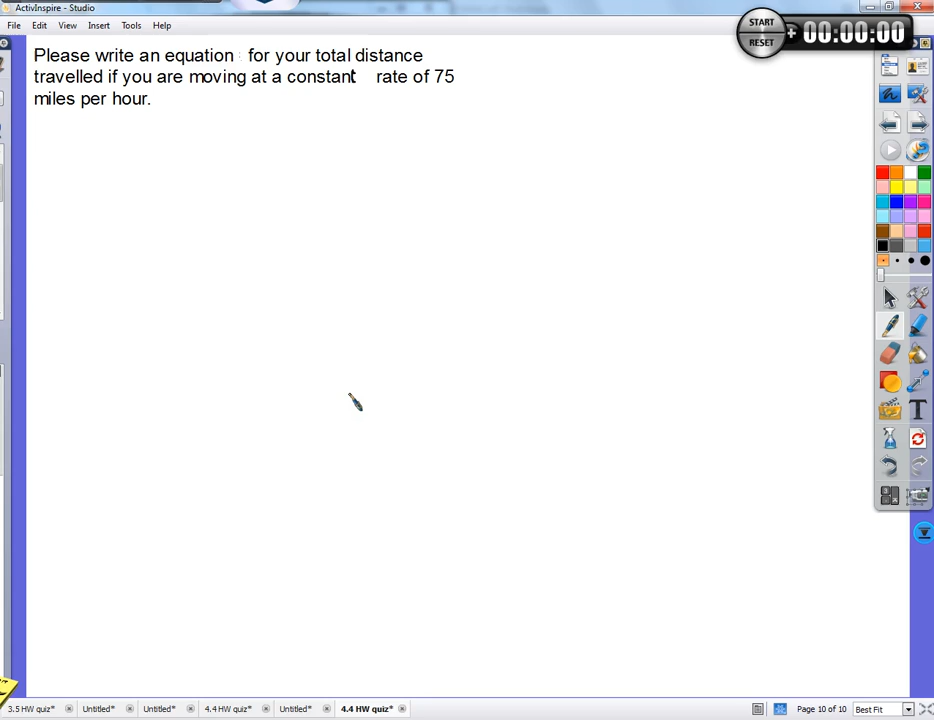 ActivInspire - Studio
File Edit View Insert Tools Help
START
RESET
00:00:00
Please write an equation for your total distance
travelled if you are moving at a constant rate of 75
miles per hour.
3.5 HW quiz* Untitled* Untitled* 4.4 HW quiz* Untitled* 4.4 HW quiz* Page 10 of 10 Best Fit